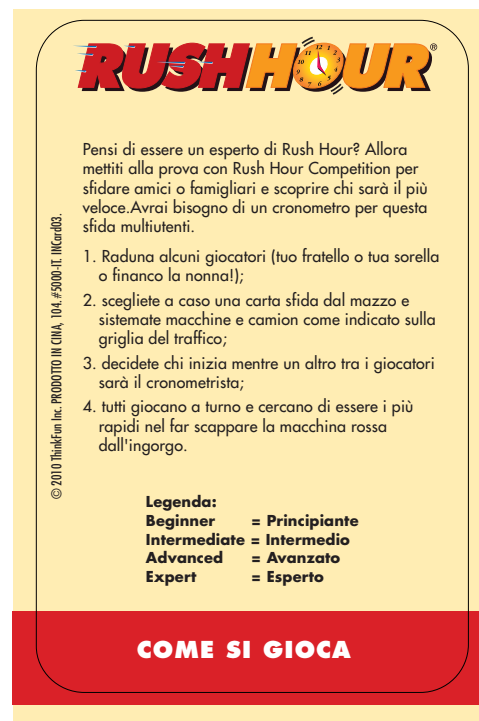 RUSH HOUR®
Pensi di essere un esperto di Rush Hour? Allora
mettiti alla prova con Rush Hour Competition per
sfidare amici o famigliari e scoprire chi sarà il più
veloce.Avrai bisogno di un cronometro per questa
sfida multiutenti.
1. Raduna alcuni giocatori (tuo fratello o tua sorella
o financo la nonna!);
2. scegliete a caso una carta sfida dal mazzo e
sistemate macchine e camion come indicato sulla
griglia del traffico;
3. decidete chi inizia mentre un altro tra i giocatori
sarà il cronometrista;
4. tutti giocano a turno e cercano di essere i più
rapidi nel far scappare la macchina rossa
dall'ingorgo.
Legenda:
Beginner = Principiante
Intermediate = Intermedio
Advanced = Avanzato
Expert = Esperto
© 2010 ThinkFun Inc. PRODOTTO IN CINA, 104. #5000-IT. INCard03.
COME SI GIOCA